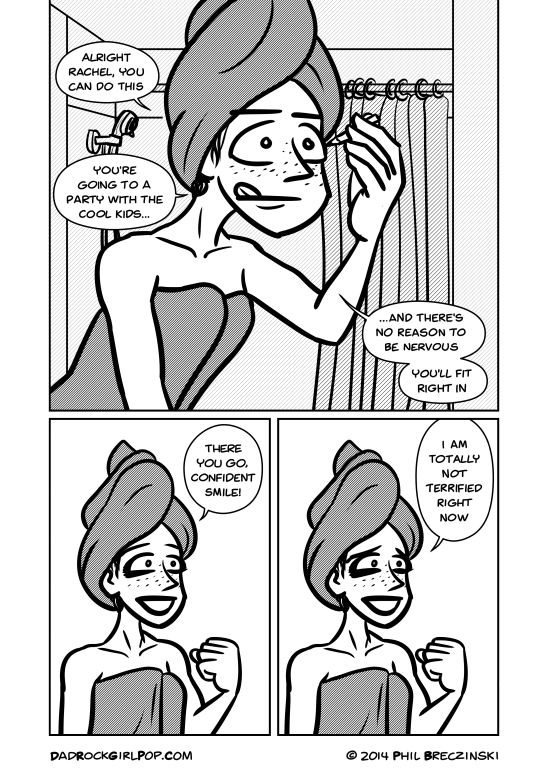 ALRIGHT
RACHEL, YOU
CAN DO THIS
YOU'RE
GOING TO A
PARTY WITH THE
COOL KIDS...
...AND THERE'S
NO REASON TO
BE NERVOUS
YOU'LL FIT
RIGHT IN
THERE
YOU GO,
CONFIDENT
SMILE!
I AM
TOTALLY
NOT
TERRIFIED
RIGHT
NOW
DADROCKGIRLPOP.COM
© 2014 PHIL BRECZINSKI